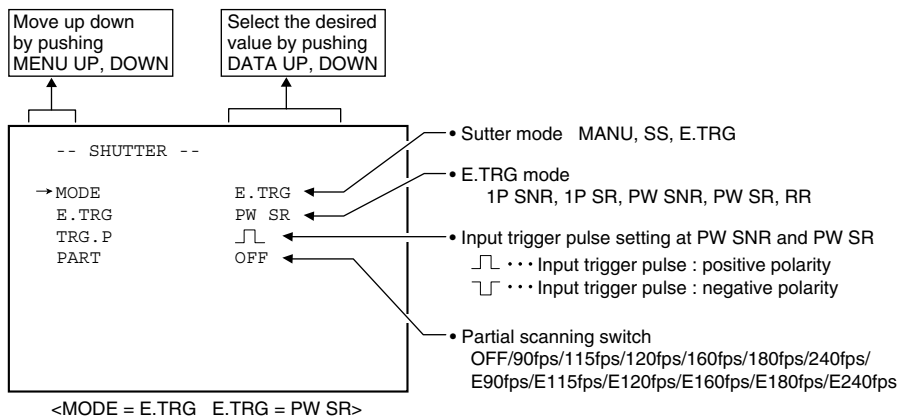 Move up down
by pushing
MENU UP, DOWN
Select the desired
value by pushing
DATA UP, DOWN
-- SHUTTER --
→MODE E.TRG
E.TRG PW SR
TRG.P
PART OFF
• Sutter mode MANU, SS, E.TRG
• E.TRG mode
1P SNR, 1P SR, PW SNR, PW SR, RR
• Input trigger pulse setting at PW SNR and PW SR
··· Input trigger pulse : positive polarity
··· Input trigger pulse : negative polarity
• Partial scanning switch
OFF/90fps/115fps/120fps/160fps/180fps/240fps/
E90fps/E115fps/E120fps/E160fps/E180fps/E240fps
<MODE = E.TRG E.TRG = PW SR>